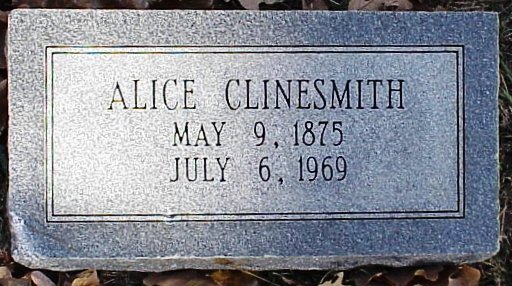 ALICE CLINESMITH
MAY 9, 1875
JULY 6, 1969